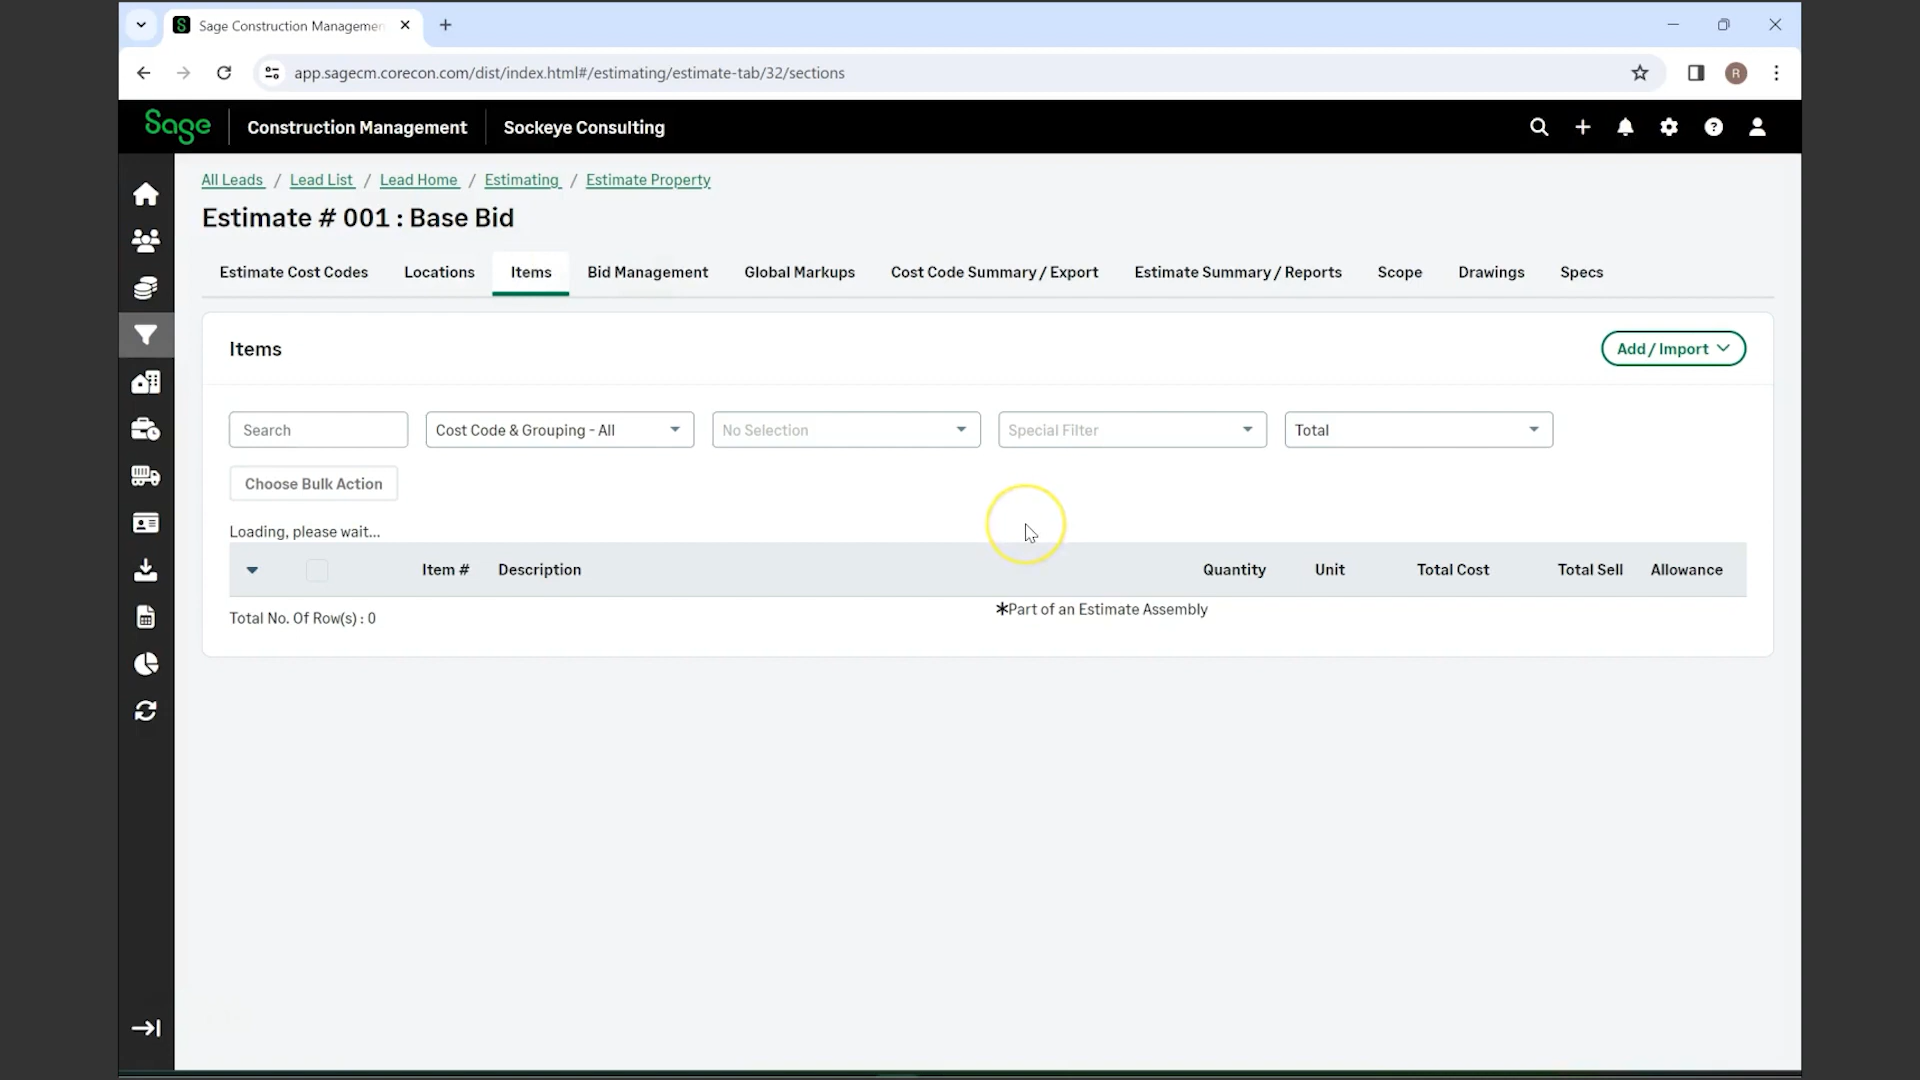 Sage Construction Managemen
app.sagecm.corecon.com/dist/index.html#/estimating/estimate-tab/32/sections
R
Sage Construction Management Sockeye Consulting
All Leads / Lead List / Lead Home / Estimating / Estimate Property
Estimate # 001 : Base Bid
Estimate Cost Codes Locations Items Bid Management Global Markups Cost Code Summary / Export Estimate Summary / Reports Scope Drawings Specs
Items Add / Import
Search Cost Code & Grouping - All No Selection Special Filter Total
Choose Bulk Action
Loading, please wait...
Item # Description Quantity Unit Total Cost Total Sell Allowance
*Part of an Estimate Assembly
Total No. Of Row(s) : 0